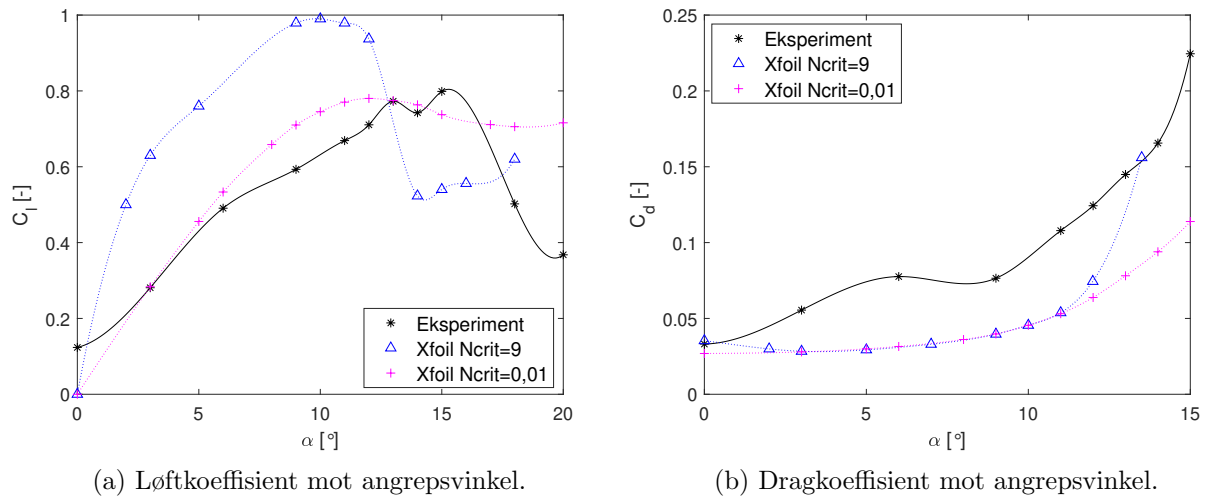 1
0.8
0.6
0.4
0.2
0
C_l [-]
0 5 10 15 20
α [°]
Eksperiment
Xfoil Ncrit=9
Xfoil Ncrit=0,01
(a) Løftkoeffisient mot angrepsvinkel.
0.25
0.2
0.15
0.1
0.05
0
C_d [-]
0 5 10 15
α [°]
Eksperiment
Xfoil Ncrit=9
Xfoil Ncrit=0,01
(b) Dragkoeffisient mot angrepsvinkel.